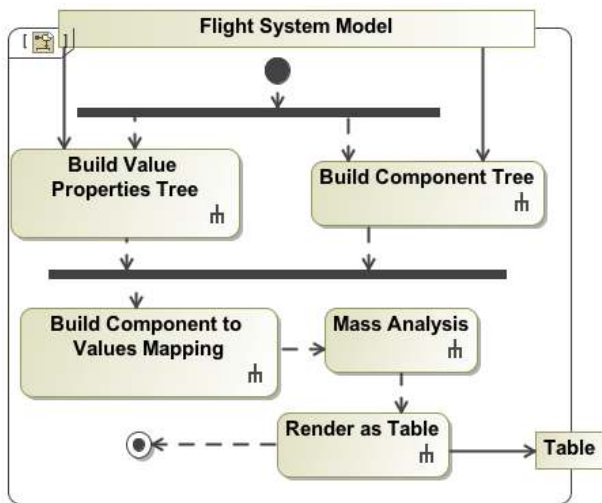 Flight System Model
[ ]
Build Value
Properties Tree
Build Component Tree
Build Component to
Values Mapping
Mass Analysis
Render as Table
Table